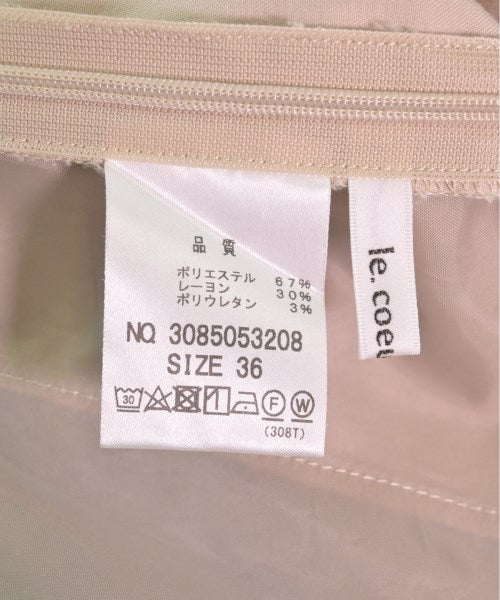 品質
ポリエステル 67%
レーヨン 30%
ポリウレタン 3%
NO. 3085053208
SIZE 36
30 F W
(308T)
le.coeu